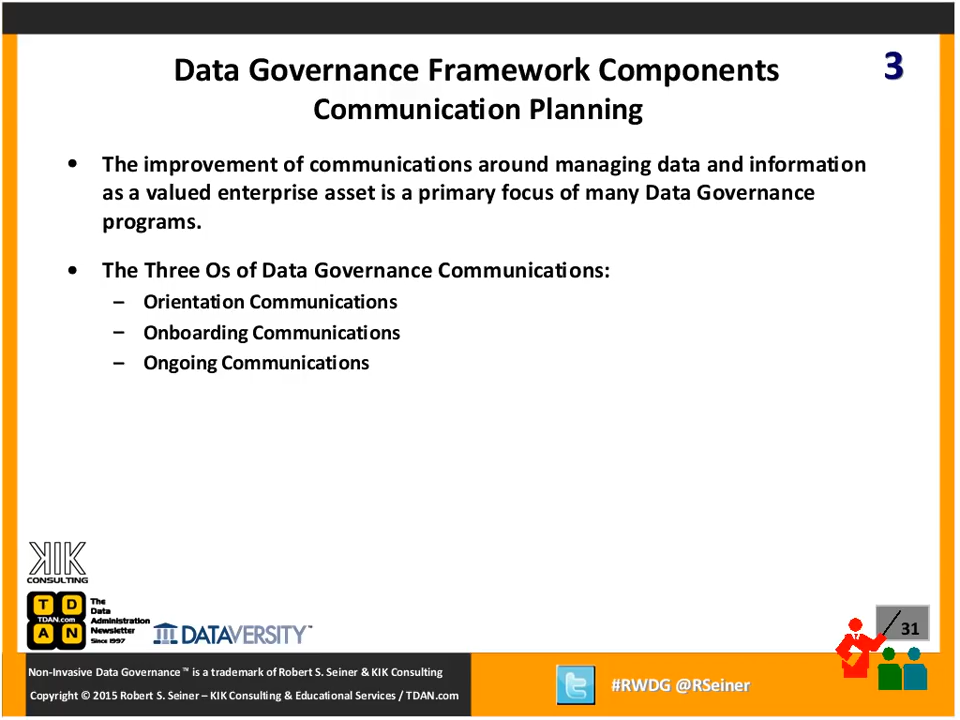 Data Governance Framework Components
3
Communication Planning
• The improvement of communications around managing data and information
as a valued enterprise asset is a primary focus of many Data Governance
programs.
• The Three Os of Data Governance Communications:
– Orientation Communications
– Onboarding Communications
– Ongoing Communications
KIK
CONSULTING
T D
TDAN.com
A N
The
Data
Administration
Newsletter
Since 1997
DATAVERSITY™
31
Non-Invasive Data Governance™ is a trademark of Robert S. Seiner & KIK Consulting
Copyright © 2015 Robert S. Seiner – KIK Consulting & Educational Services / TDAN.com
#RWDG @RSeiner